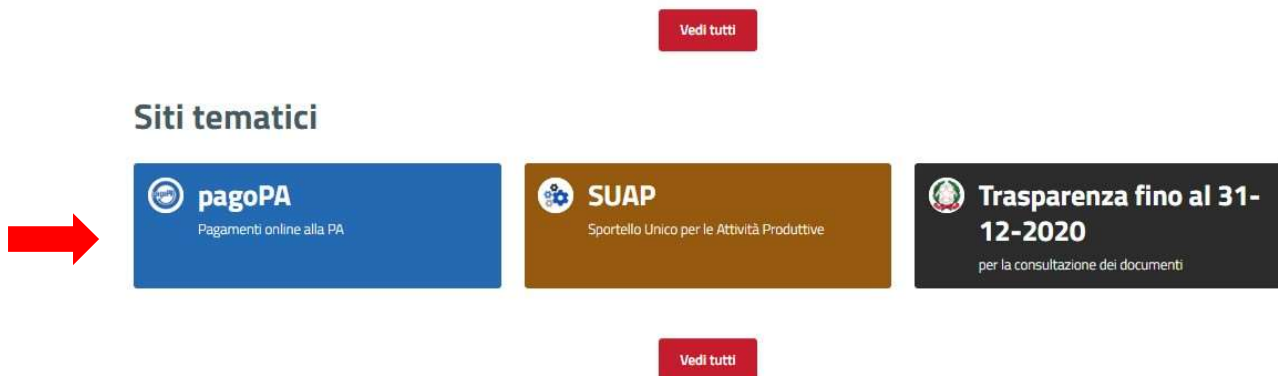 Vedi tutti
Siti tematici
pagoPA
Pagamenti online alla PA
SUAP
Sportello Unico per le Attività Produttive
Trasparenza fino al 31-
12-2020
per la consultazione dei documenti
Vedi tutti